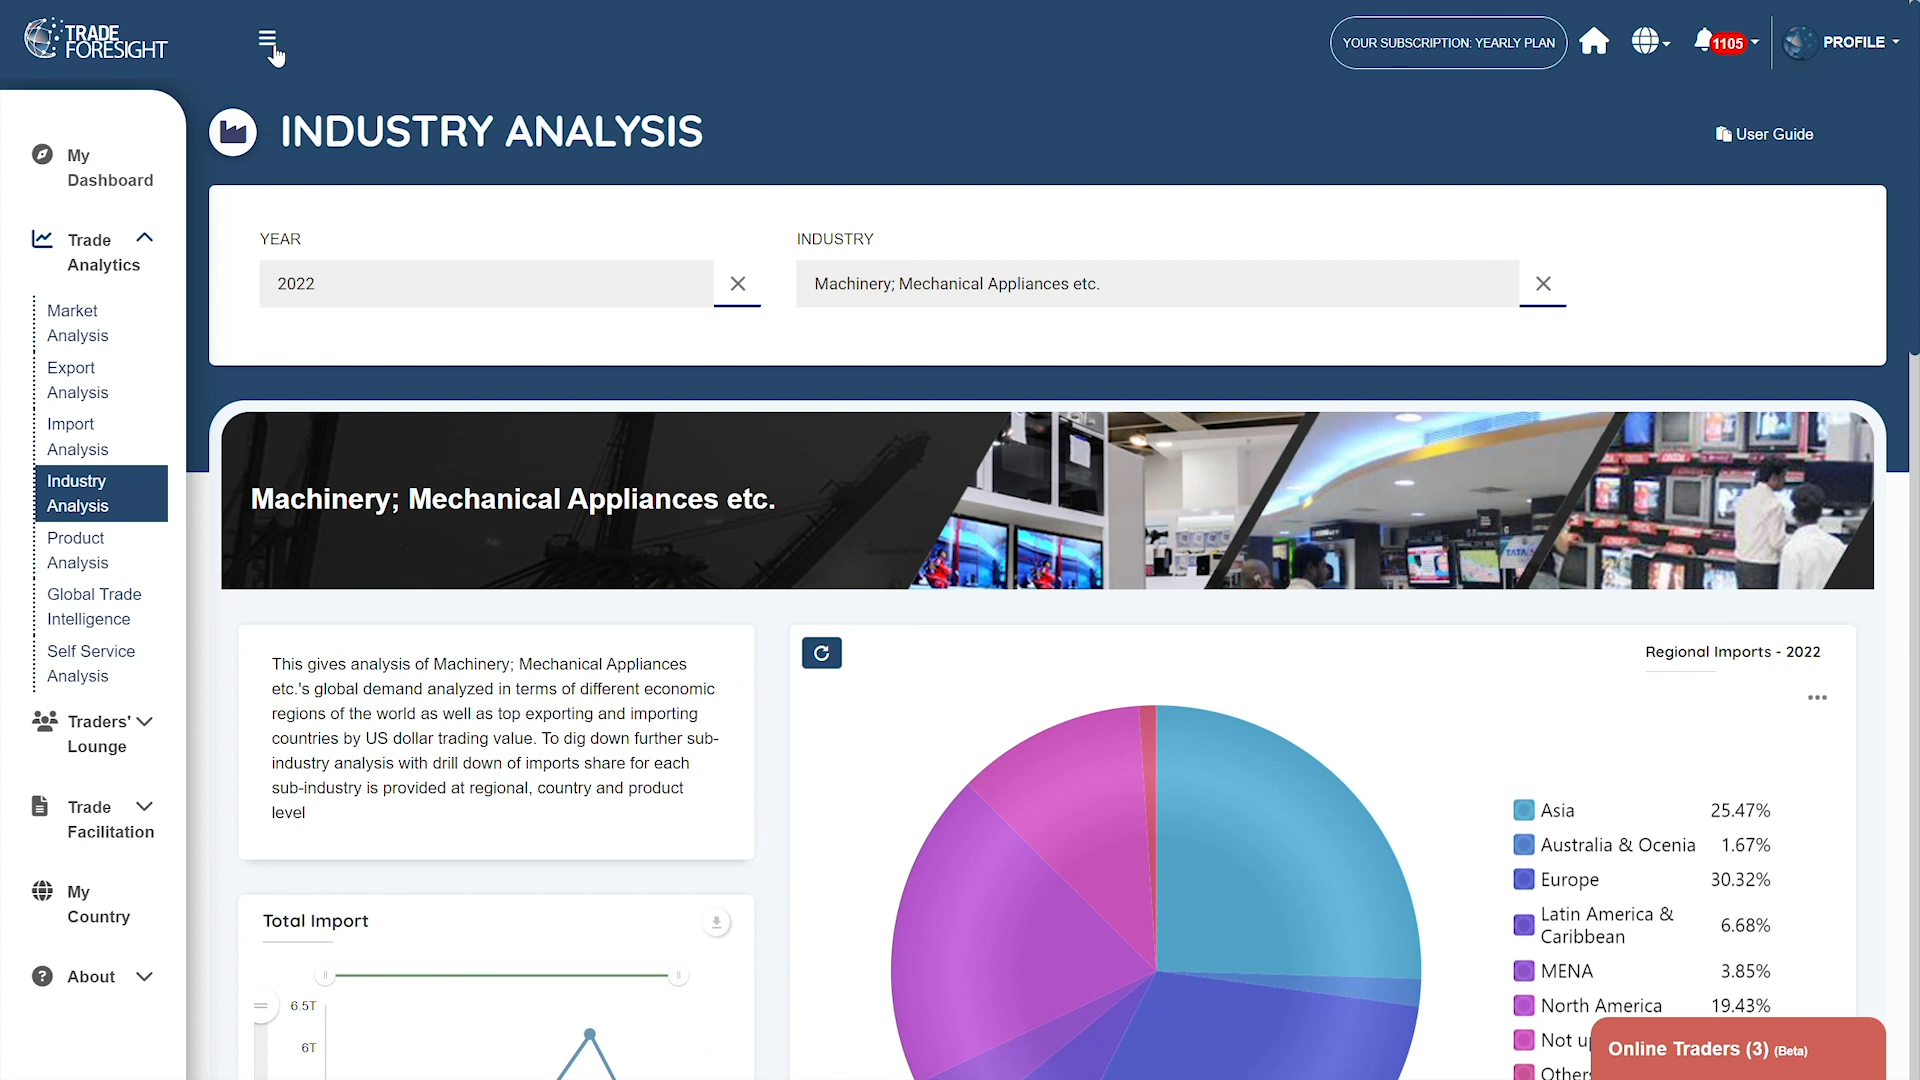 TRADE
FORESIGHT
YOUR SUBSCRIPTION: YEARLY PLAN
1105
PROFILE
INDUSTRY ANALYSIS
User Guide
My
Dashboard
Trade
Analytics
Market
Analysis
Export
Analysis
Import
Analysis
Industry
Analysis
Product
Analysis
Global Trade
Intelligence
Self Service
Analysis
Traders'
Lounge
Trade
Facilitation
My
Country
About
YEAR
2022
INDUSTRY
Machinery; Mechanical Appliances etc.
Machinery; Mechanical Appliances etc.
TATA
This gives analysis of Machinery; Mechanical Appliances
etc.'s global demand analyzed in terms of different economic
regions of the world as well as top exporting and importing
countries by US dollar trading value. To dig down further sub-
industry analysis with drill down of imports share for each
sub-industry is provided at regional, country and product
level
Total Import
6.5T
6T
Regional Imports - 2022
Asia 25.47%
Australia & Ocenia 1.67%
Europe 30.32%
Latin America &
Caribbean 6.68%
MENA 3.85%
North America 19.43%
Not
Online Traders (3) (Beta)